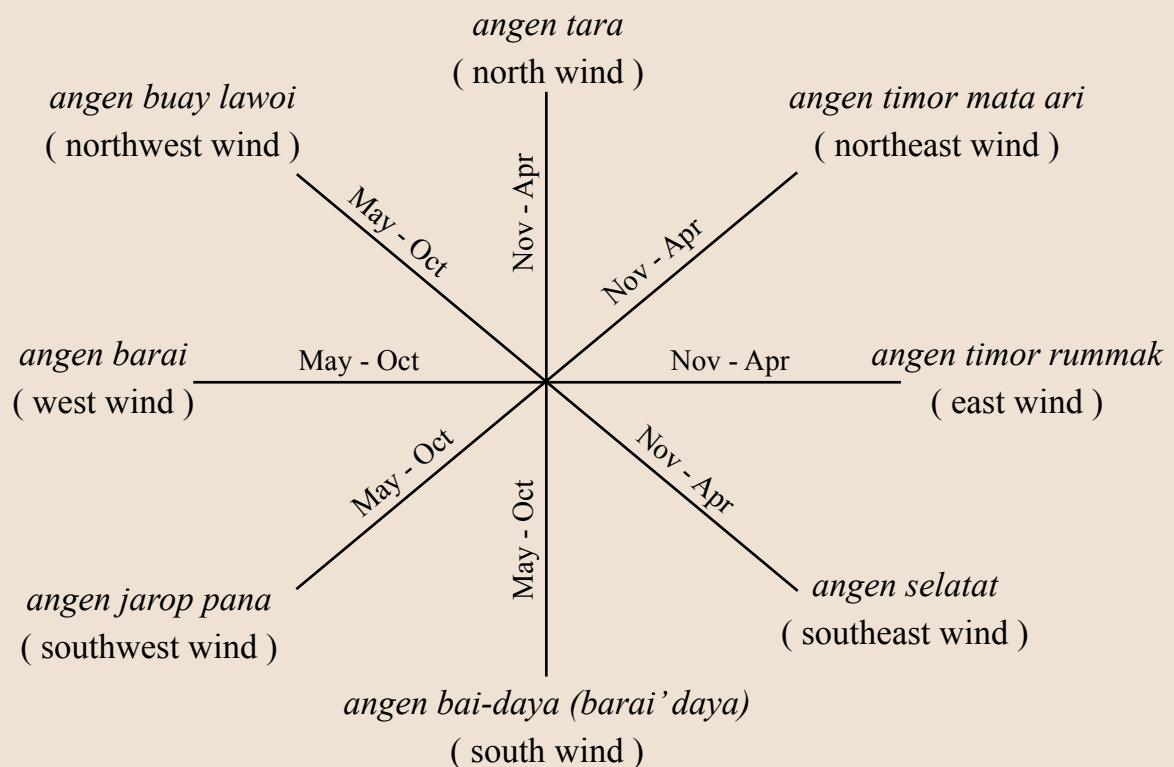 angen tara
( north wind )
angen buay lawoi
( northwest wind )
angen timor mata ari
( northeast wind )
May - Oct
Nov - Apr
Nov - Apr
angen barai
( west wind )
May - Oct
Nov - Apr
angen timor rummak
( east wind )
May - Oct
May - Oct
Nov - Apr
angen jarop pana
( southwest wind )
angen selatat
( southeast wind )
angen bai-daya (barai’daya)
( south wind )